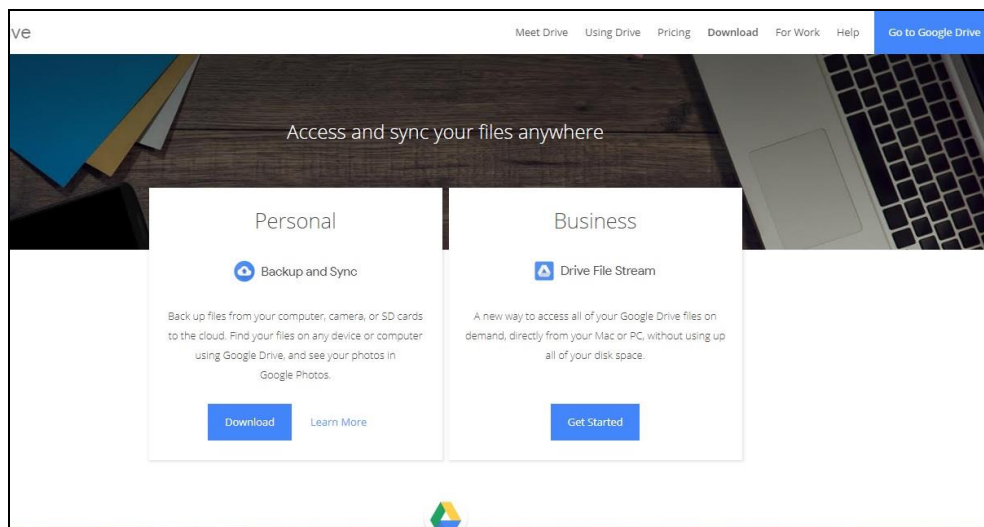 ve
Meet Drive Using Drive Pricing Download For Work Help Go to Google Drive
Access and sync your files anywhere
Personal
Backup and Sync
Back up files from your computer, camera, or SD cards
to the cloud. Find your files on any device or computer
using Google Drive, and see your photos in
Google Photos.
Download Learn More
Business
Drive File Stream
A new way to access all of your Google Drive files on
demand, directly from your Mac or PC, without using up
all of your disk space.
Get Started